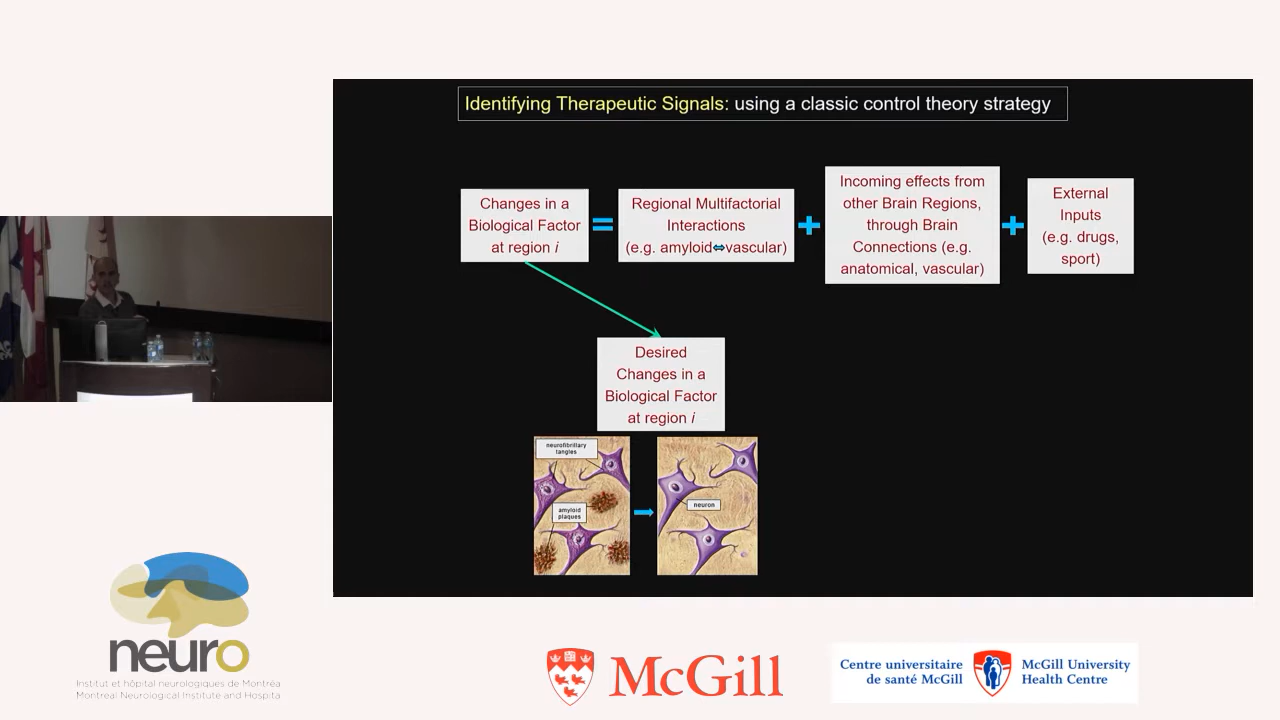 Identifying Therapeutic Signals: using a classic control theory strategy
Changes in a
Biological Factor
at region i
=
Regional Multifactorial
Interactions
(e.g. amyloid⇔vascular)
+
Incoming effects from
other Brain Regions,
through Brain
Connections (e.g.
anatomical, vascular)
+
External
Inputs
(e.g. drugs,
sport)
Desired
Changes in a
Biological Factor
at region i
neurofibrillary
tangles
amyloid
plaques
neuron
neuro
Institut et hôpital neurologiques de Montréa
Montreal Neurological Institute and Hospita
McGill
Centre universitaire
de santé McGill
McGill University
Health Centre